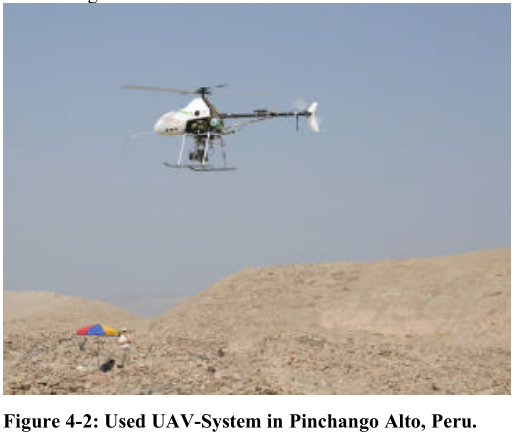 Figure 4-2: Used UAV-System in Pinchango Alto, Peru.